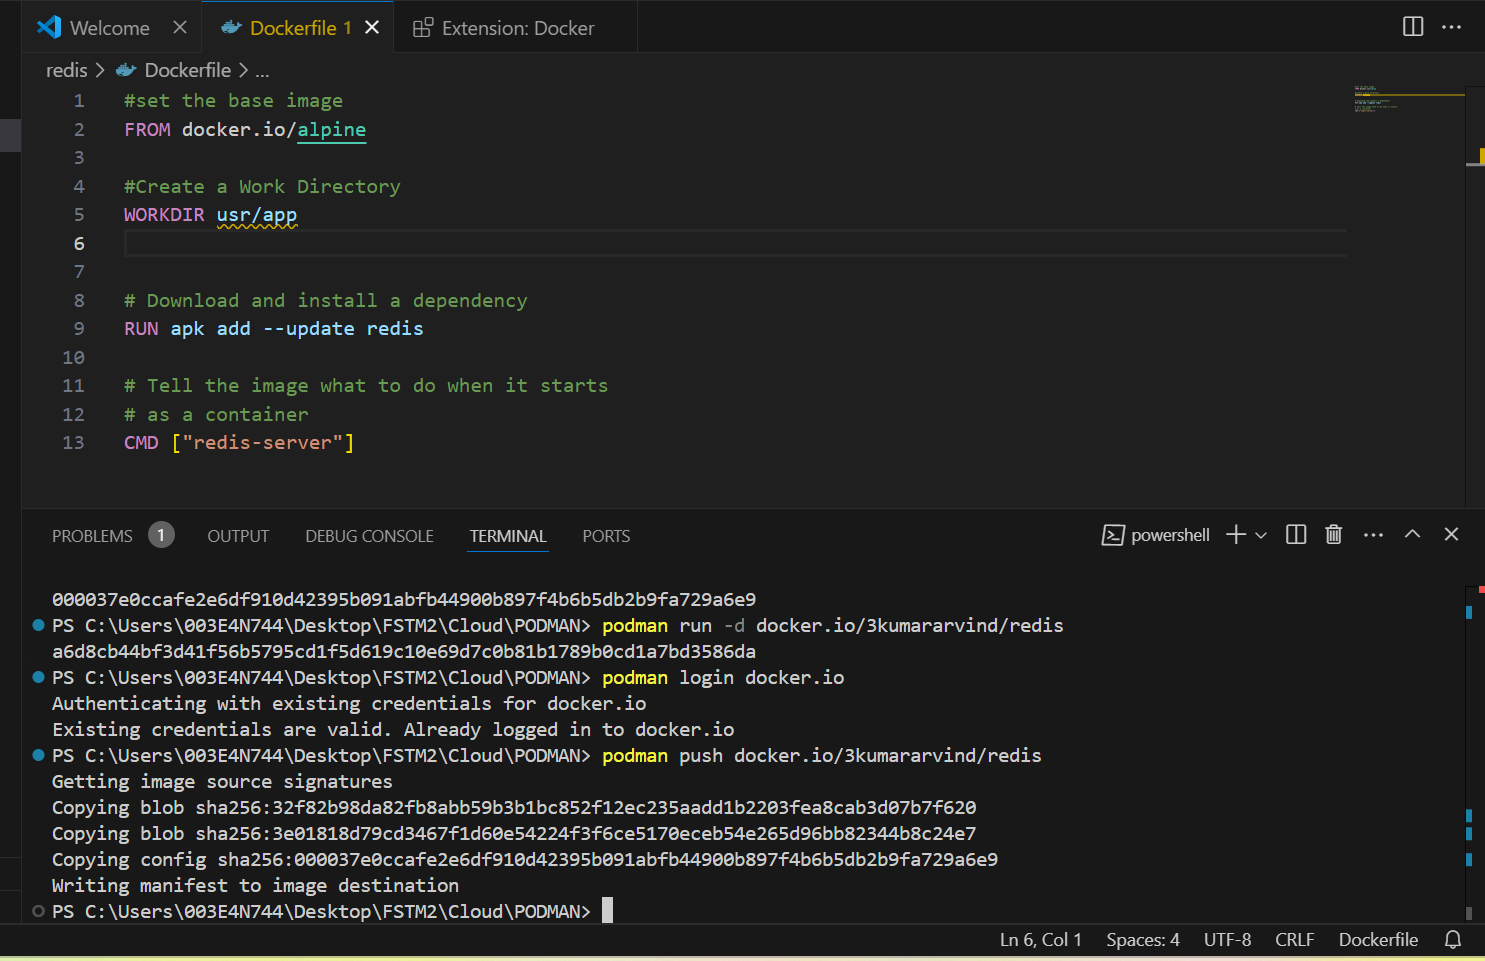 Welcome Dockerfile 1 Extension: Docker
redis > Dockerfile > ...
1 #set the base image
2 FROM docker.io/alpine
3
4 #Create a Work Directory
5 WORKDIR usr/app
6
7
8 # Download and install a dependency
9 RUN apk add --update redis
10
11 # Tell the image what to do when it starts
12 # as a container
13 CMD ["redis-server"]
PROBLEMS 1 OUTPUT DEBUG CONSOLE TERMINAL PORTS powershell
000037e0ccafe2e6df910d42395b091abfb44900b897f4b6b5db2b9fa729a6e9
PS C:\Users\003E4N744\Desktop\FSTM2\Cloud\PODMAN> podman run -d docker.io/3kumararvind/redis
a6d8cb44bf3d41f56b5795cd1f5d619c10e69d7c0b81b1789b0cd1a7bd3586da
PS C:\Users\003E4N744\Desktop\FSTM2\Cloud\PODMAN> podman login docker.io
Authenticating with existing credentials for docker.io
Existing credentials are valid. Already logged in to docker.io
PS C:\Users\003E4N744\Desktop\FSTM2\Cloud\PODMAN> podman push docker.io/3kumararvind/redis
Getting image source signatures
Copying blob sha256:32f82b98da82fb8abb59b3b1bc852f12ec235aadd1b2203fea8cab3d07b7f620
Copying blob sha256:3e01818d79cd3467f1d60e54224f3f6ce5170eceb54e265d96bb82344b8c24e7
Copying config sha256:000037e0ccafe2e6df910d42395b091abfb44900b897f4b6b5db2b9fa729a6e9
Writing manifest to image destination
PS C:\Users\003E4N744\Desktop\FSTM2\Cloud\PODMAN>
Ln 6, Col 1 Spaces: 4 UTF-8 CRLF Dockerfile